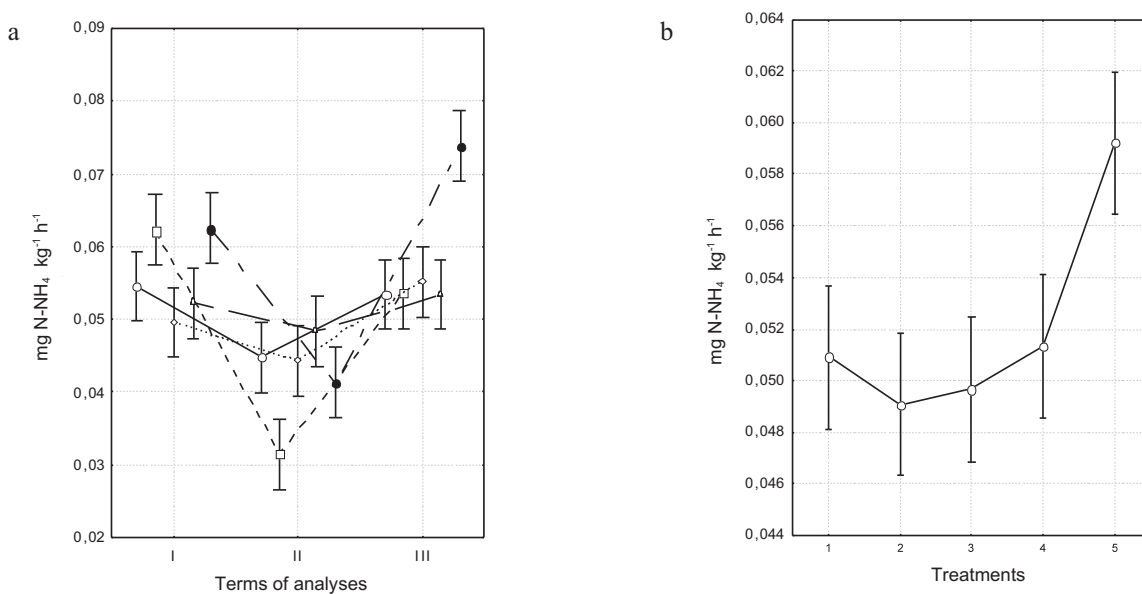 a
0,09
0,08
0,07
0,06
0,05
0,04
0,03
0,02
mg N-NH₄ kg⁻¹ h⁻¹
I II III
Terms of analyses
b
0,064
0,062
0,060
0,058
0,056
0,054
0,052
0,050
0,048
0,046
0,044
mg N-NH₄ kg⁻¹ h⁻¹
1 2 3 4 5
Treatments